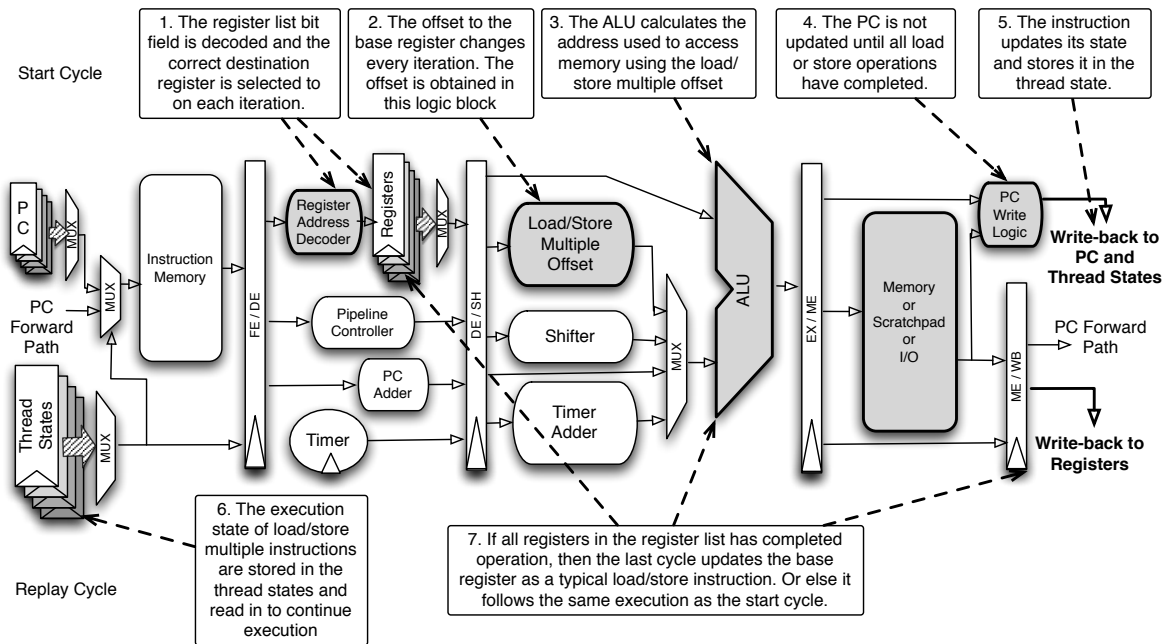 1. The register list bit
field is decoded and the
correct destination
register is selected to
on each iteration.
2. The offset to the
base register changes
every iteration. The
offset is obtained in
this logic block
3. The ALU calculates the
address used to access
memory using the load/
store multiple offset
4. The PC is not
updated until all load
or store operations
have completed.
5. The instruction
updates its state
and stores it in the
thread state.
Start Cycle
PC
MUX
MUX
PC
Forward
Path
Instruction
Memory
Thread
States
MUX
FE / DE
Register
Address
Decoder
Registers
MUX
Pipeline
Controller
PC
Adder
Timer
DE / SH
Load/Store
Multiple
Offset
Shifter
Timer
Adder
MUX
ALU
EX / ME
Memory
or
Scratchpad
or
I/O
PC
Write
Logic
Write-back to
PC and
Thread States
ME / WB
PC Forward
Path
Write-back to
Registers
Replay Cycle
6. The execution
state of load/store
multiple instructions
are stored in the
thread states and
read in to continue
execution
7. If all registers in the register list has completed
operation, then the last cycle updates the base
register as a typical load/store instruction. Or else it
follows the same execution as the start cycle.